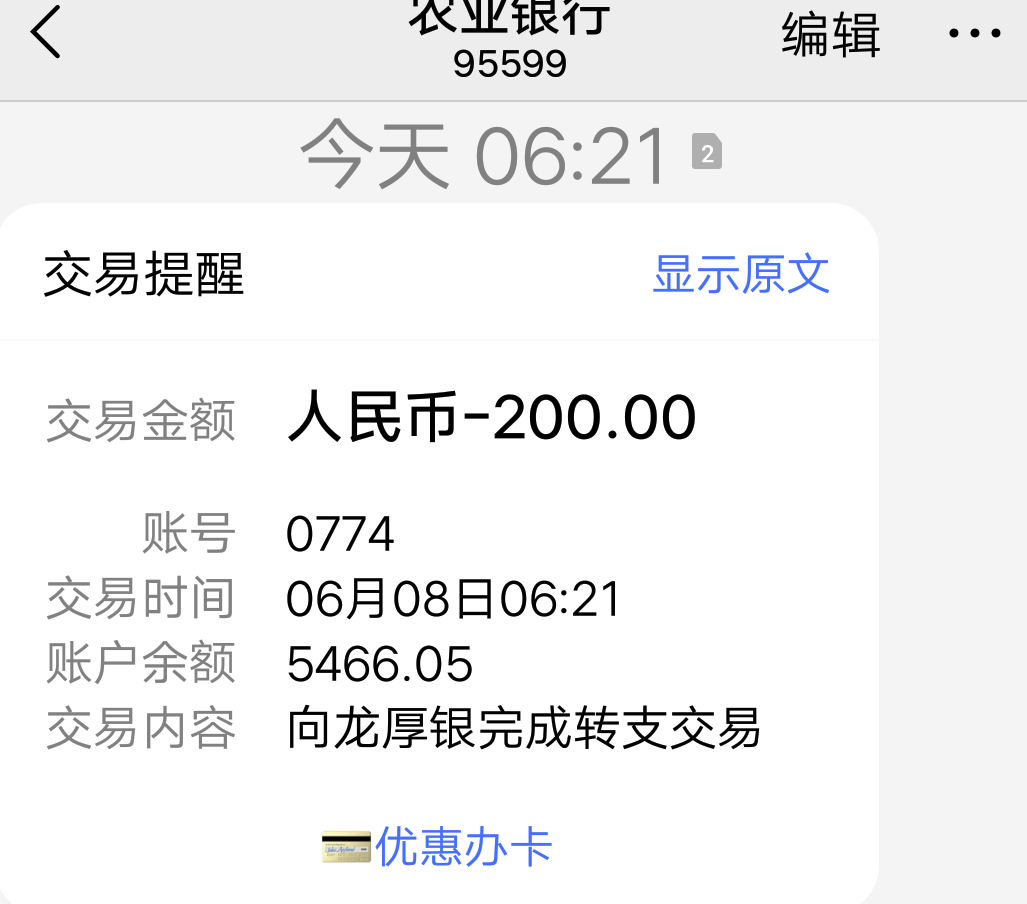 农业银行
95599
编辑
今天 06:21 2
交易提醒 显示原文
交易金额 人民币-200.00
账号 0774
交易时间 06月08日06:21
账户余额 5466.05
交易内容 向龙厚银完成转支交易
优惠办卡